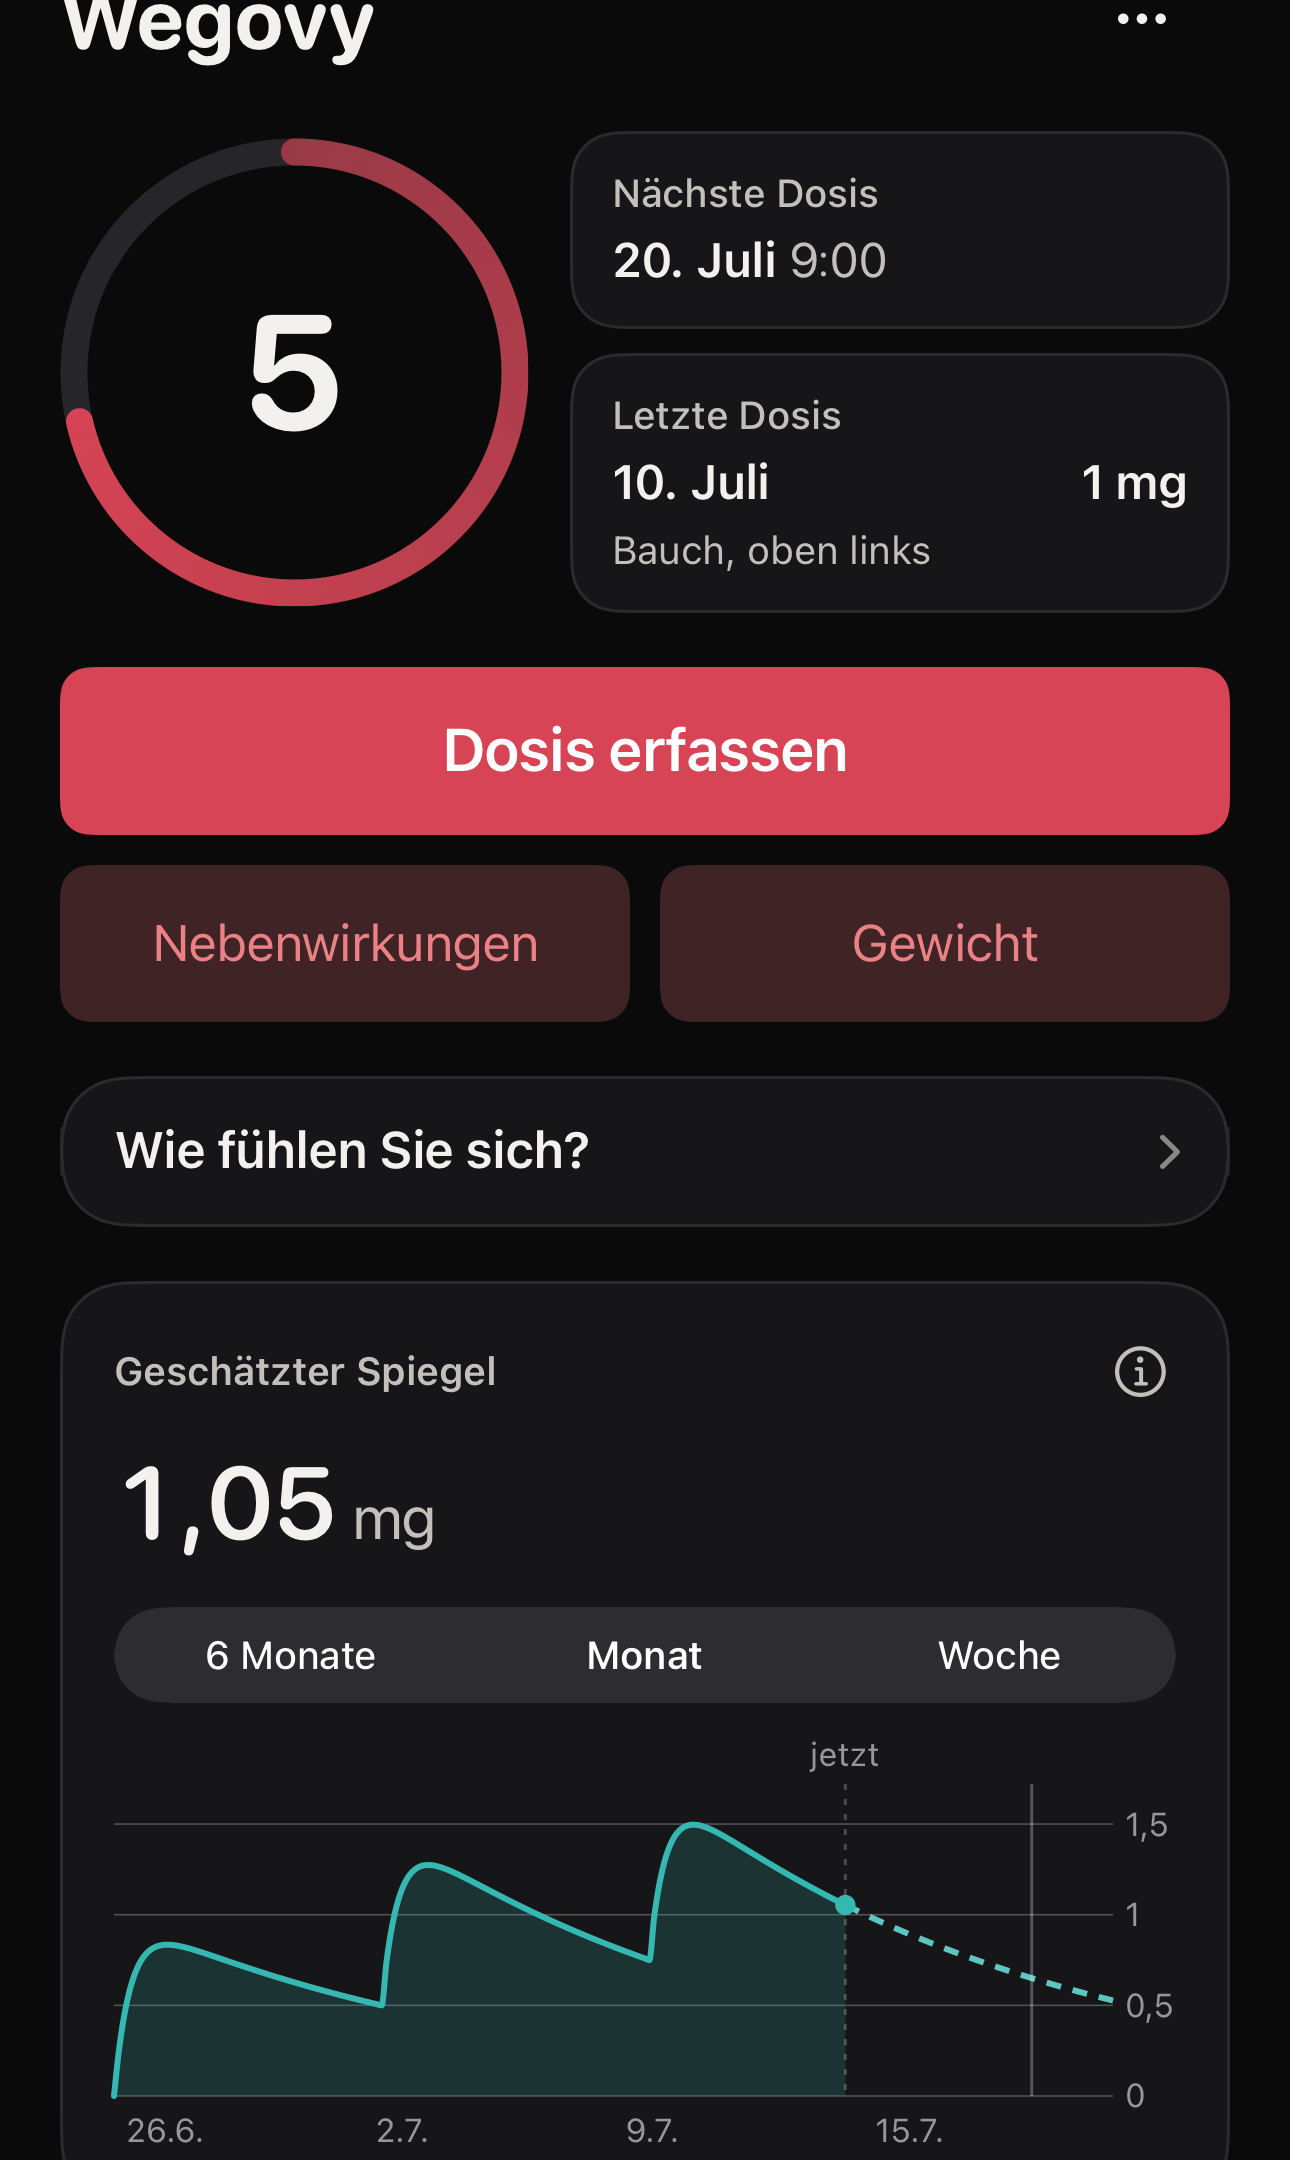 Wegovy
5
Nächste Dosis
20. Juli 9:00
Letzte Dosis
10. Juli 1 mg
Bauch, oben links
Dosis erfassen
Nebenwirkungen
Gewicht
Wie fühlen Sie sich?
Geschätzter Spiegel
1,05 mg
6 Monate
Monat
Woche
jetzt
1,5
1
0,5
0
26.6.
2.7.
9.7.
15.7.